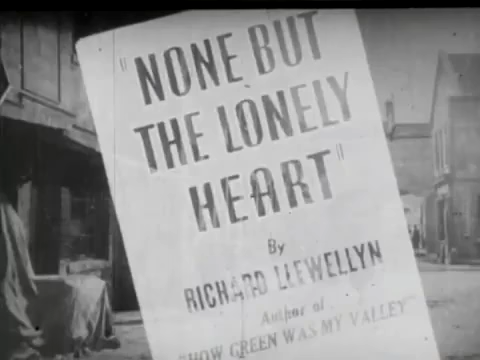 "NONE BUT
THE LONELY
HEART"
By
RICHARD LLEWELLYN
Author of
"HOW GREEN WAS MY VALLEY"